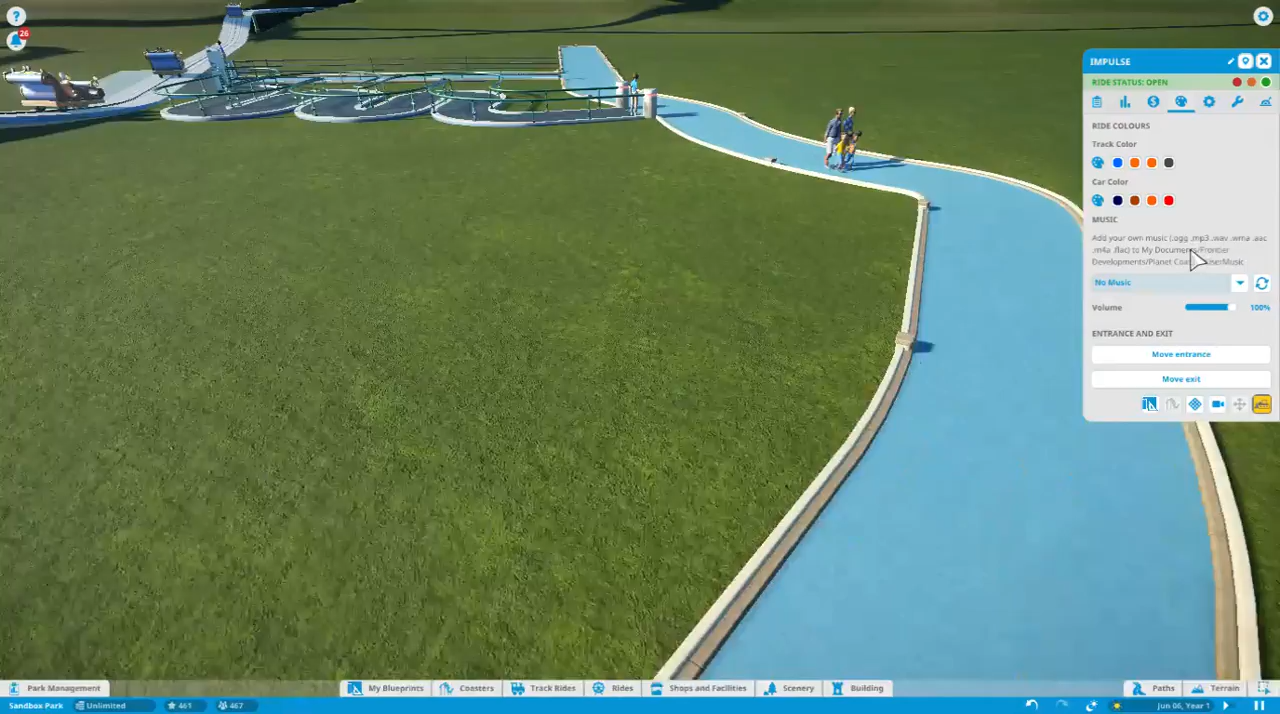 ?
26
IMPULSE
RIDE STATUS: OPEN
RIDE COLOURS
Track Color
Car Color
MUSIC
Add your own music (.ogg .mp3 .wav .wma .aac
.m4a .flac) to My Documents/Frontier
Developments/Planet
No Music
Volume
100%
ENTRANCE AND EXIT
Move entrance
Move exit
Park Management
My Blueprints
Coasters
Track Rides
Rides
Shops and Facilities
Scenery
Building
Paths
Terrain
Sandbox Park
Unlimited
461
467
Jun 06, Year 1